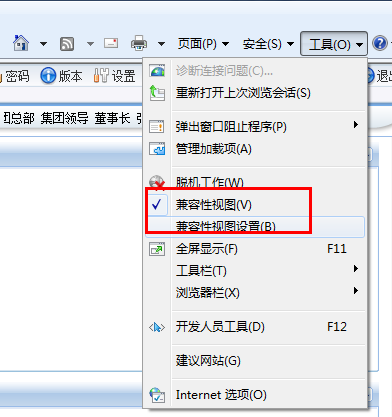 页面(P) 安全(S) 工具(O)
密码 版本 设置 退
总部 集团领导 董事长
诊断连接问题(C)...
重新打开上次浏览会话(S)
弹出窗口阻止程序(P)
管理加载项(A)
脱机工作(W)
兼容性视图(V)
兼容性视图设置(B)
全屏显示(F) F11
工具栏(T)
浏览器栏(X)
开发人员工具(D) F12
建议网站(G)
Internet 选项(O)